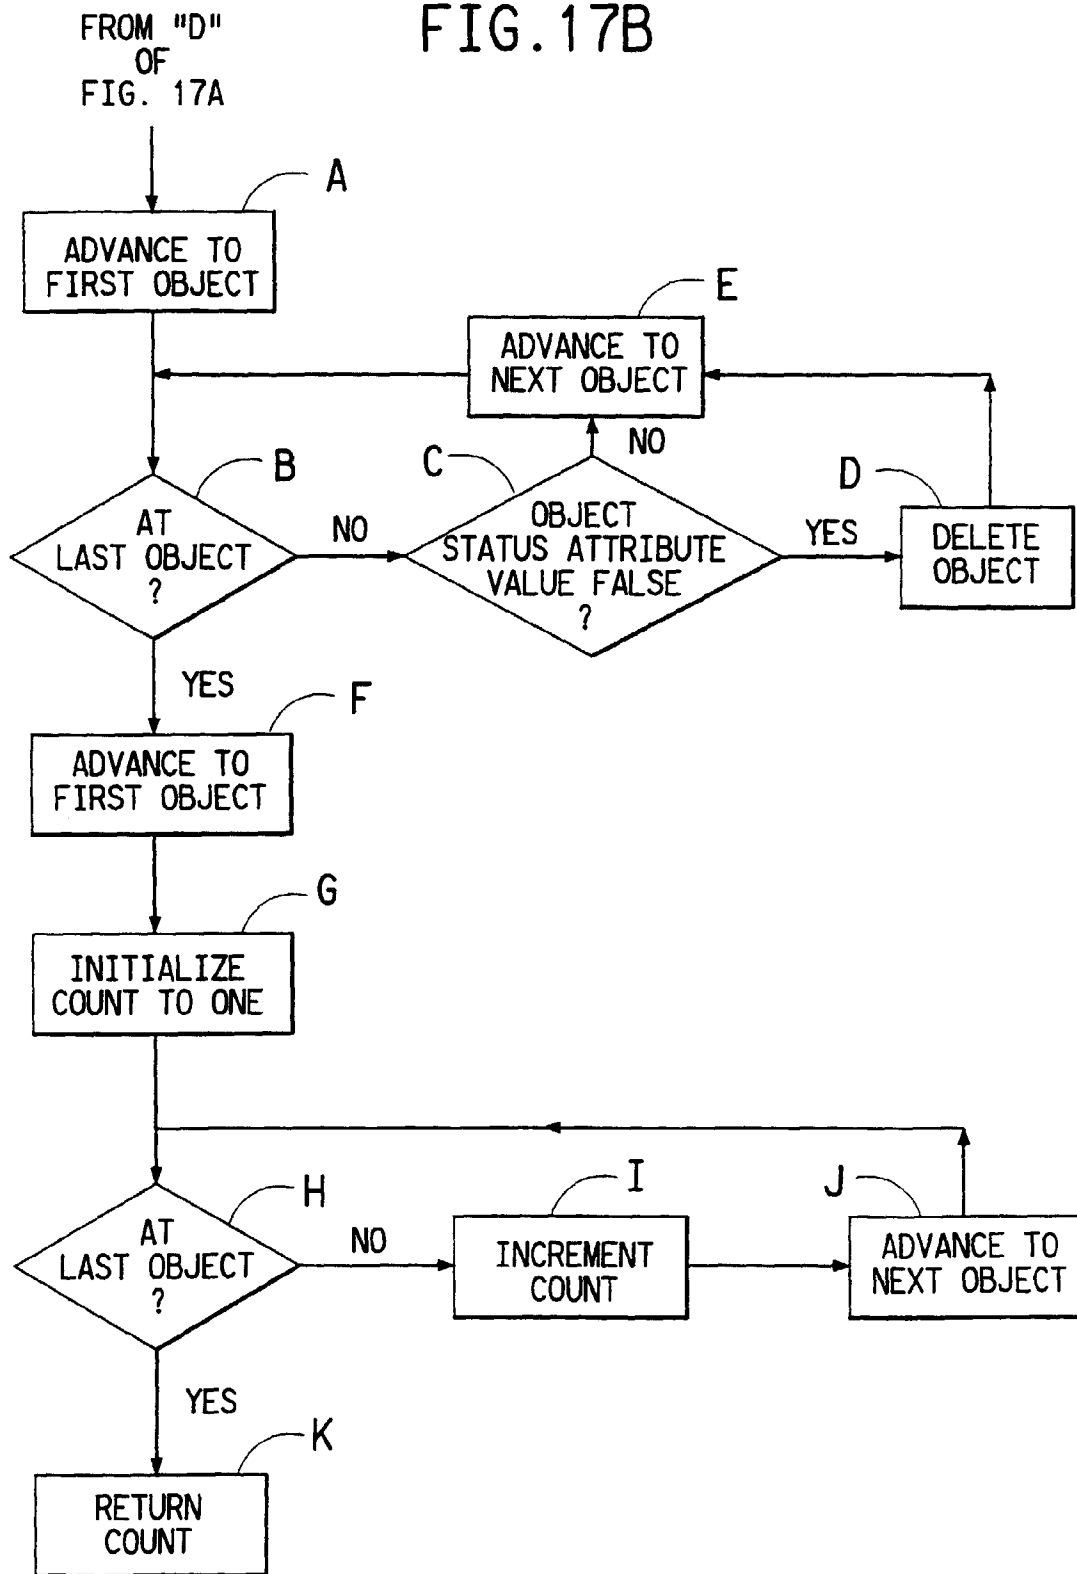 FROM "D"
OF
FIG. 17A
FIG.17B
A
ADVANCE TO
FIRST OBJECT
E
ADVANCE TO
NEXT OBJECT
NO
B
AT
LAST OBJECT
?
NO
C
OBJECT
STATUS ATTRIBUTE
VALUE FALSE
?
YES
D
DELETE
OBJECT
YES
F
ADVANCE TO
FIRST OBJECT
G
INITIALIZE
COUNT TO ONE
H
AT
LAST OBJECT
?
NO
I
INCREMENT
COUNT
J
ADVANCE TO
NEXT OBJECT
YES
K
RETURN
COUNT